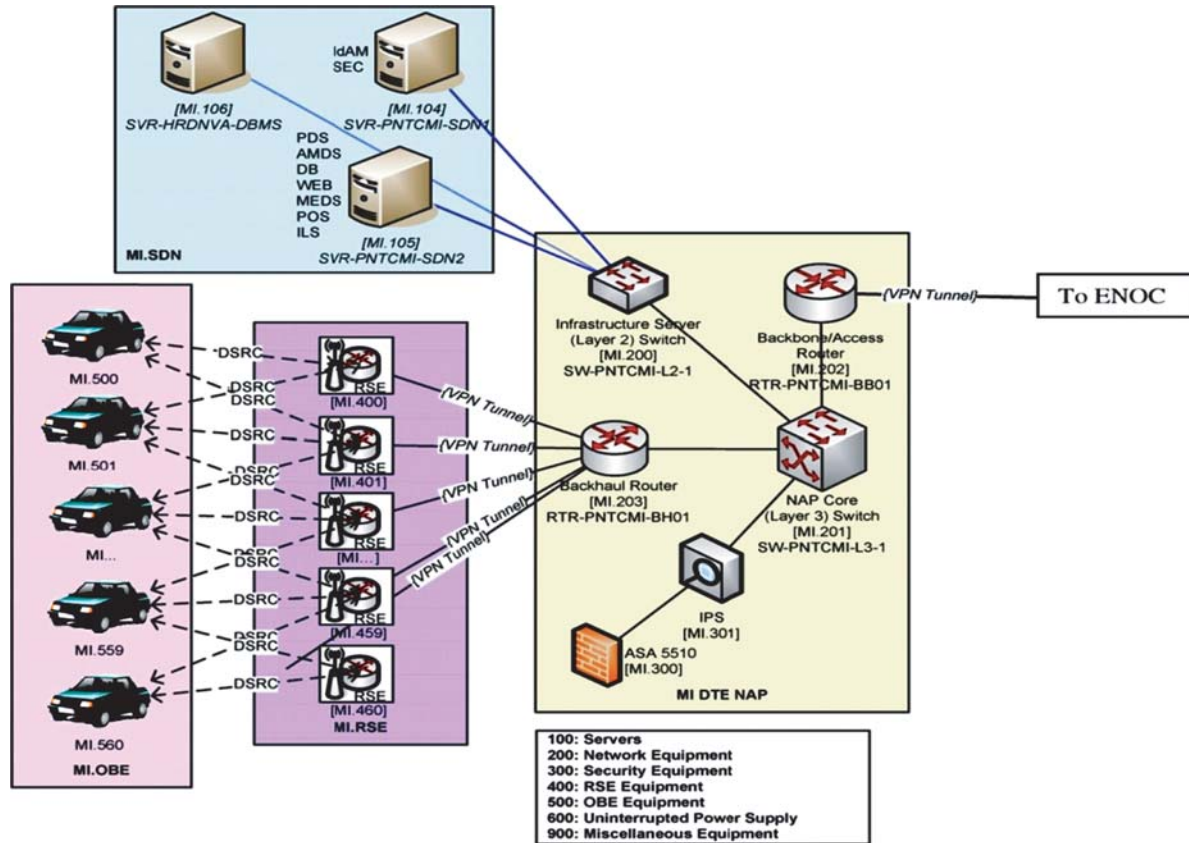 [MI.106]
SVR-HRDNVA-DBMS
IdAM
SEC
[MI.104]
SVR-PNTCMI-SDN1
PDS
AMDS
DB
WEB
MEDS
POS
ILS
[MI.105]
SVR-PNTCMI-SDN2
MI.SDN
MI.500
MI.501
MI...
MI.559
MI.560
MI.OBE
DSRC
DSRC
DSRC
DSRC
DSRC
DSRC
DSRC
DSRC
DSRC
DSRC
DSRC
RSE
[MI.400]
RSE
[MI.401]
RSE
[MI...]
RSE
[MI.459]
RSE
[MI.460]
MI.RSE
{VPN Tunnel}
{VPN Tunnel}
{VPN Tunnel}
{VPN Tunnel}
{VPN Tunnel}
Infrastructure Server
(Layer 2) Switch
[MI.200]
SW-PNTCMI-L2-1
Backbone/Access
Router
[MI.202]
RTR-PNTCMI-BB01
{VPN Tunnel}
To ENOC
Backhaul Router
[MI.203]
RTR-PNTCMI-BH01
NAP Core
(Layer 3) Switch
[MI.201]
SW-PNTCMI-L3-1
IPS
[MI.301]
ASA 5510
[MI.300]
MI DTE NAP
100: Servers
200: Network Equipment
300: Security Equipment
400: RSE Equipment
500: OBE Equipment
600: Uninterrupted Power Supply
900: Miscellaneous Equipment